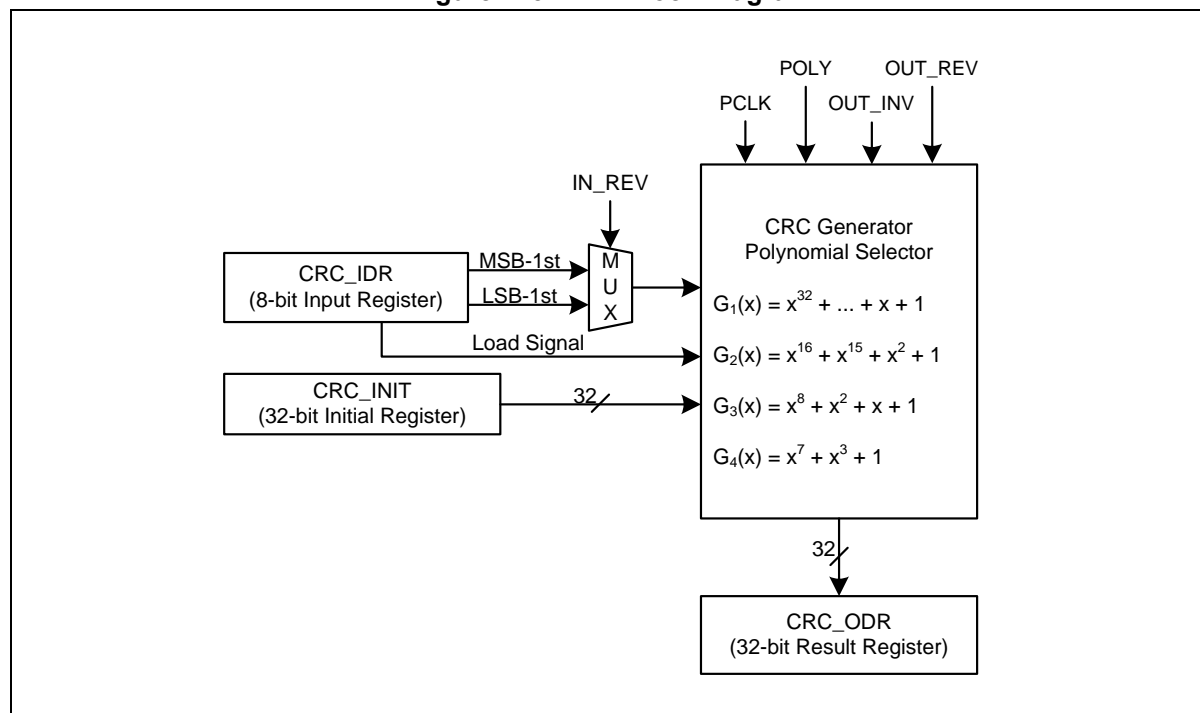 POLY
OUT_REV
PCLK
OUT_INV
IN_REV
CRC_IDR
(8-bit Input Register)
MSB-1st
LSB-1st
M
U
X
Load Signal
CRC_INIT
(32-bit Initial Register)
32
CRC Generator
Polynomial Selector
G₁(x) = x³² + ... + x + 1
G₂(x) = x¹⁶ + x¹⁵ + x² + 1
G₃(x) = x⁸ + x² + x + 1
G₄(x) = x⁷ + x³ + 1
32
CRC_ODR
(32-bit Result Register)